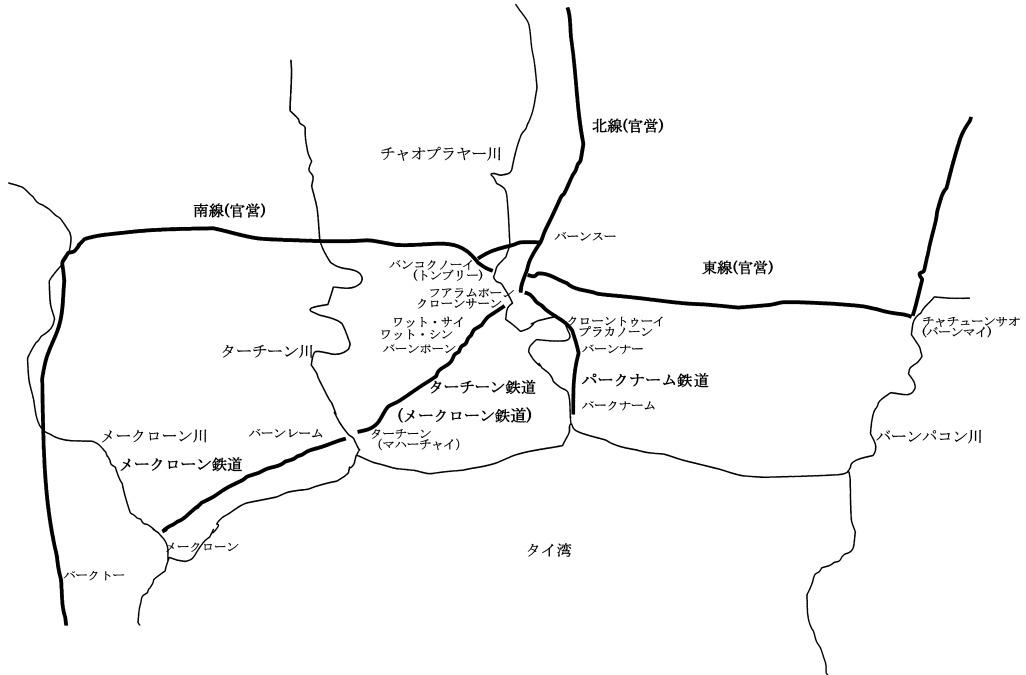 北線(官営)
チャオプラヤー川
南線(官営)
バーンスー
バンコクノーイ
(トンブリー)
東線(官営)
フアラムポーン
クローンサーン
ワット・サイ
ワット・シン
バーンボーン
クローントゥーイ
プラカノーン
バーンナー
チャチューンサオ
(バーンマイ)
ターチーン川
ターチーン鉄道
(メークローン鉄道)
パークナーム鉄道
パークナーム
メークローン川
バーンレーム
ターチーン
(マハーチャイ)
バーンパコン川
メークローン鉄道
メークローン
タイ湾
パークトー